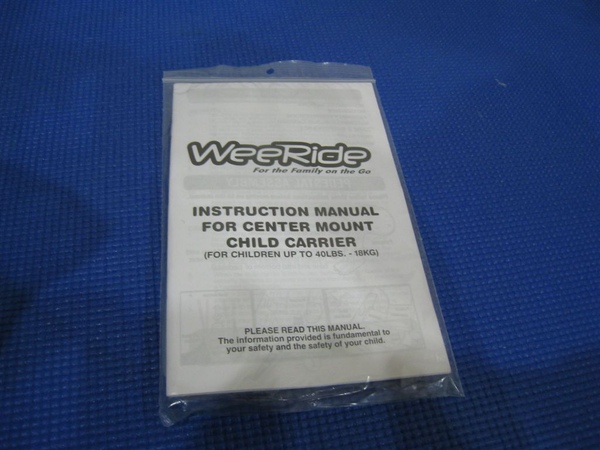 WeeRide
For the Family on the Go
INSTRUCTION MANUAL
FOR CENTER MOUNT
CHILD CARRIER
(FOR CHILDREN UP TO 40LBS. - 18KG)
PLEASE READ THIS MANUAL.
The information provided is fundamental to
your safety and the safety of your child.